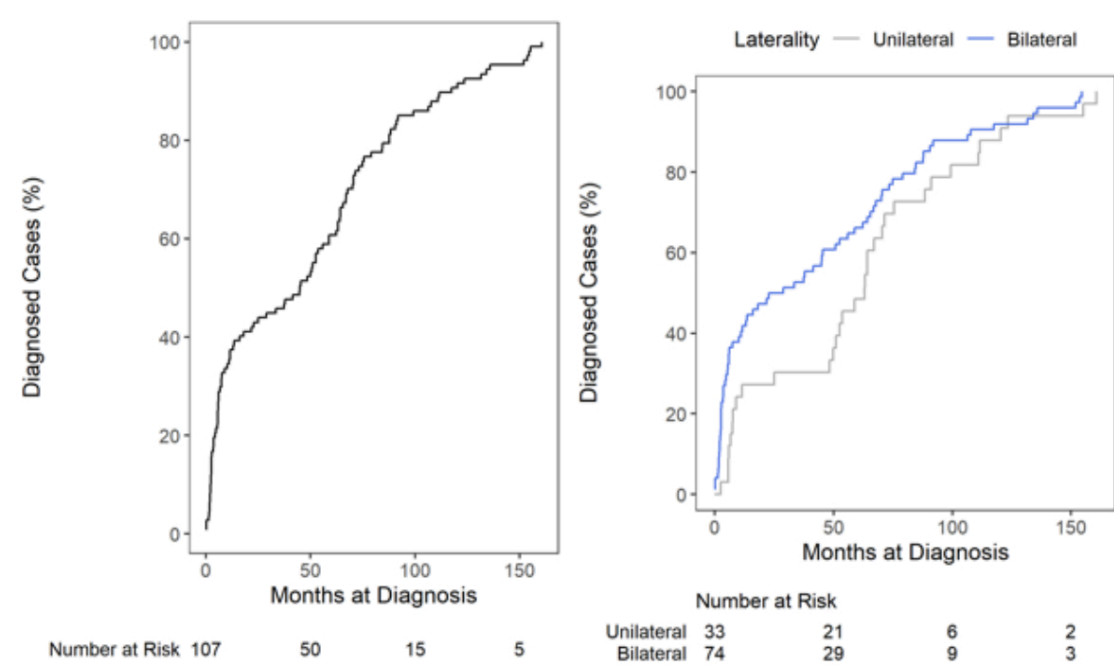 100
80
60
40
20
0
Diagnosed Cases (%)
0 50 100 150
Months at Diagnosis
Number at Risk 107 50 15 5
Laterality Unilateral Bilateral
100
80
60
40
20
0
Diagnosed Cases (%)
0 50 100 150
Months at Diagnosis
Number at Risk
Unilateral 33 21 6 2
Bilateral 74 29 9 3